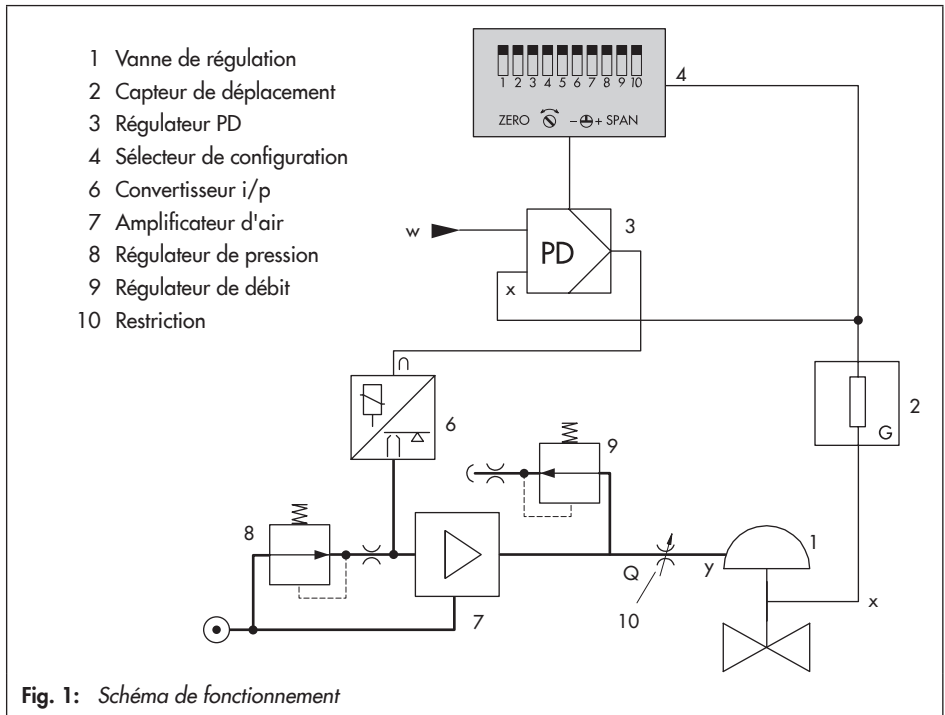 1 Vanne de régulation
2 Capteur de déplacement
3 Régulateur PD
4 Sélecteur de configuration
6 Convertisseur i/p
7 Amplificateur d'air
8 Régulateur de pression
9 Régulateur de débit
10 Restriction
1 2 3 4 5 6 7 8 9 10
ZERO - + SPAN
4
w
PD
3
x
6
2
G
9
8
7
Q
10
y
1
x
Fig. 1: Schéma de fonctionnement